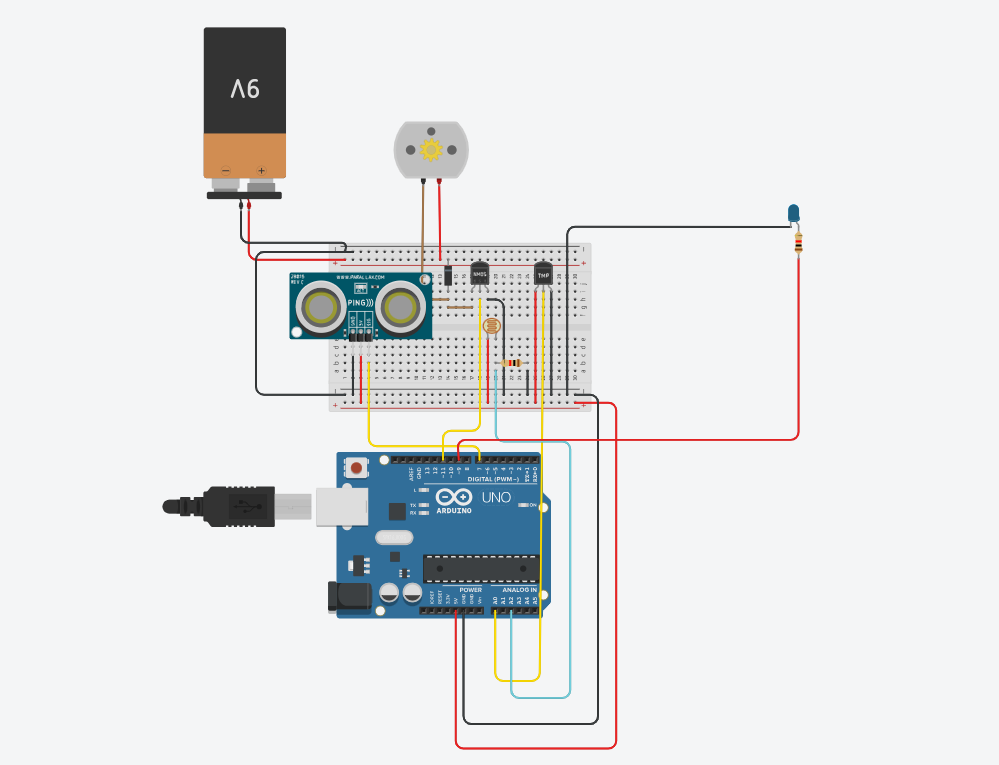 9V
−
+
28015
REV C
WWW.PARALLAX.COM
PING)))
GND
5V
SIG
NMOS
TMP
AREF
GND
13
12
~11
~10
~9
8
7
~6
~5
4
~3
2
TX→1
RX←0
DIGITAL (PWM~)
L
TX
RX
ARDUINO
UNO
ON
POWER
ANALOG IN
IOREF
RESET
3.3V
5V
GND
GND
Vin
A0
A1
A2
A3
A4
A5